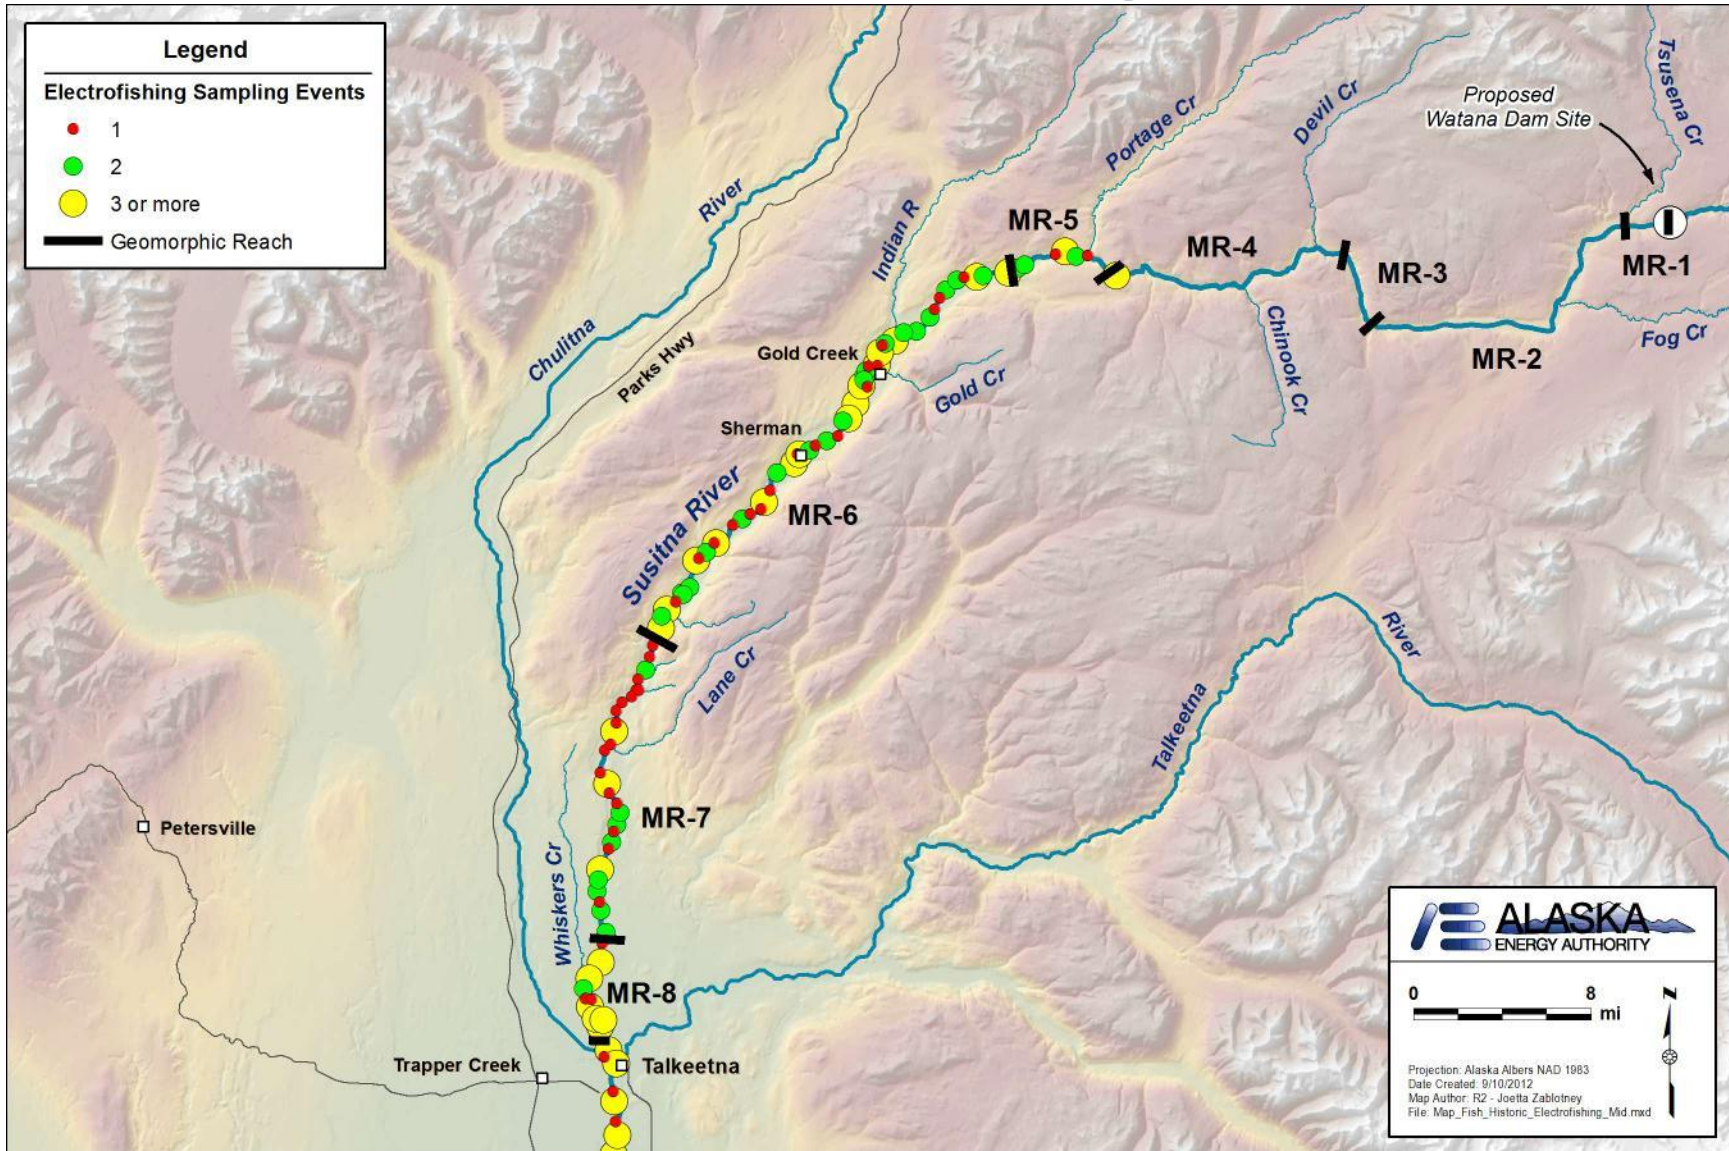 Legend
Electrofishing Sampling Events
1
2
3 or more
Geomorphic Reach
Tsusena Cr
Proposed
Watana Dam Site
Devil Cr
Portage Cr
River
Indian R
MR-5
MR-4
MR-3
MR-1
Chulitna
Parks Hwy
Gold Creek
Gold Cr
Chinook Cr
MR-2
Fog Cr
Sherman
Susitna River
MR-6
Lane Cr
River
Talkeetna
Petersville
MR-7
Whiskers Cr
MR-8
Trapper Creek
Talkeetna
ALASKA
ENERGY AUTHORITY
0 8
mi
N
Projection: Alaska Albers NAD 1983
Date Created: 9/10/2012
Map Author: R2 - Joetta Zablotney
File: Map_Fish_Historic_Electrofishing_Mid.mxd